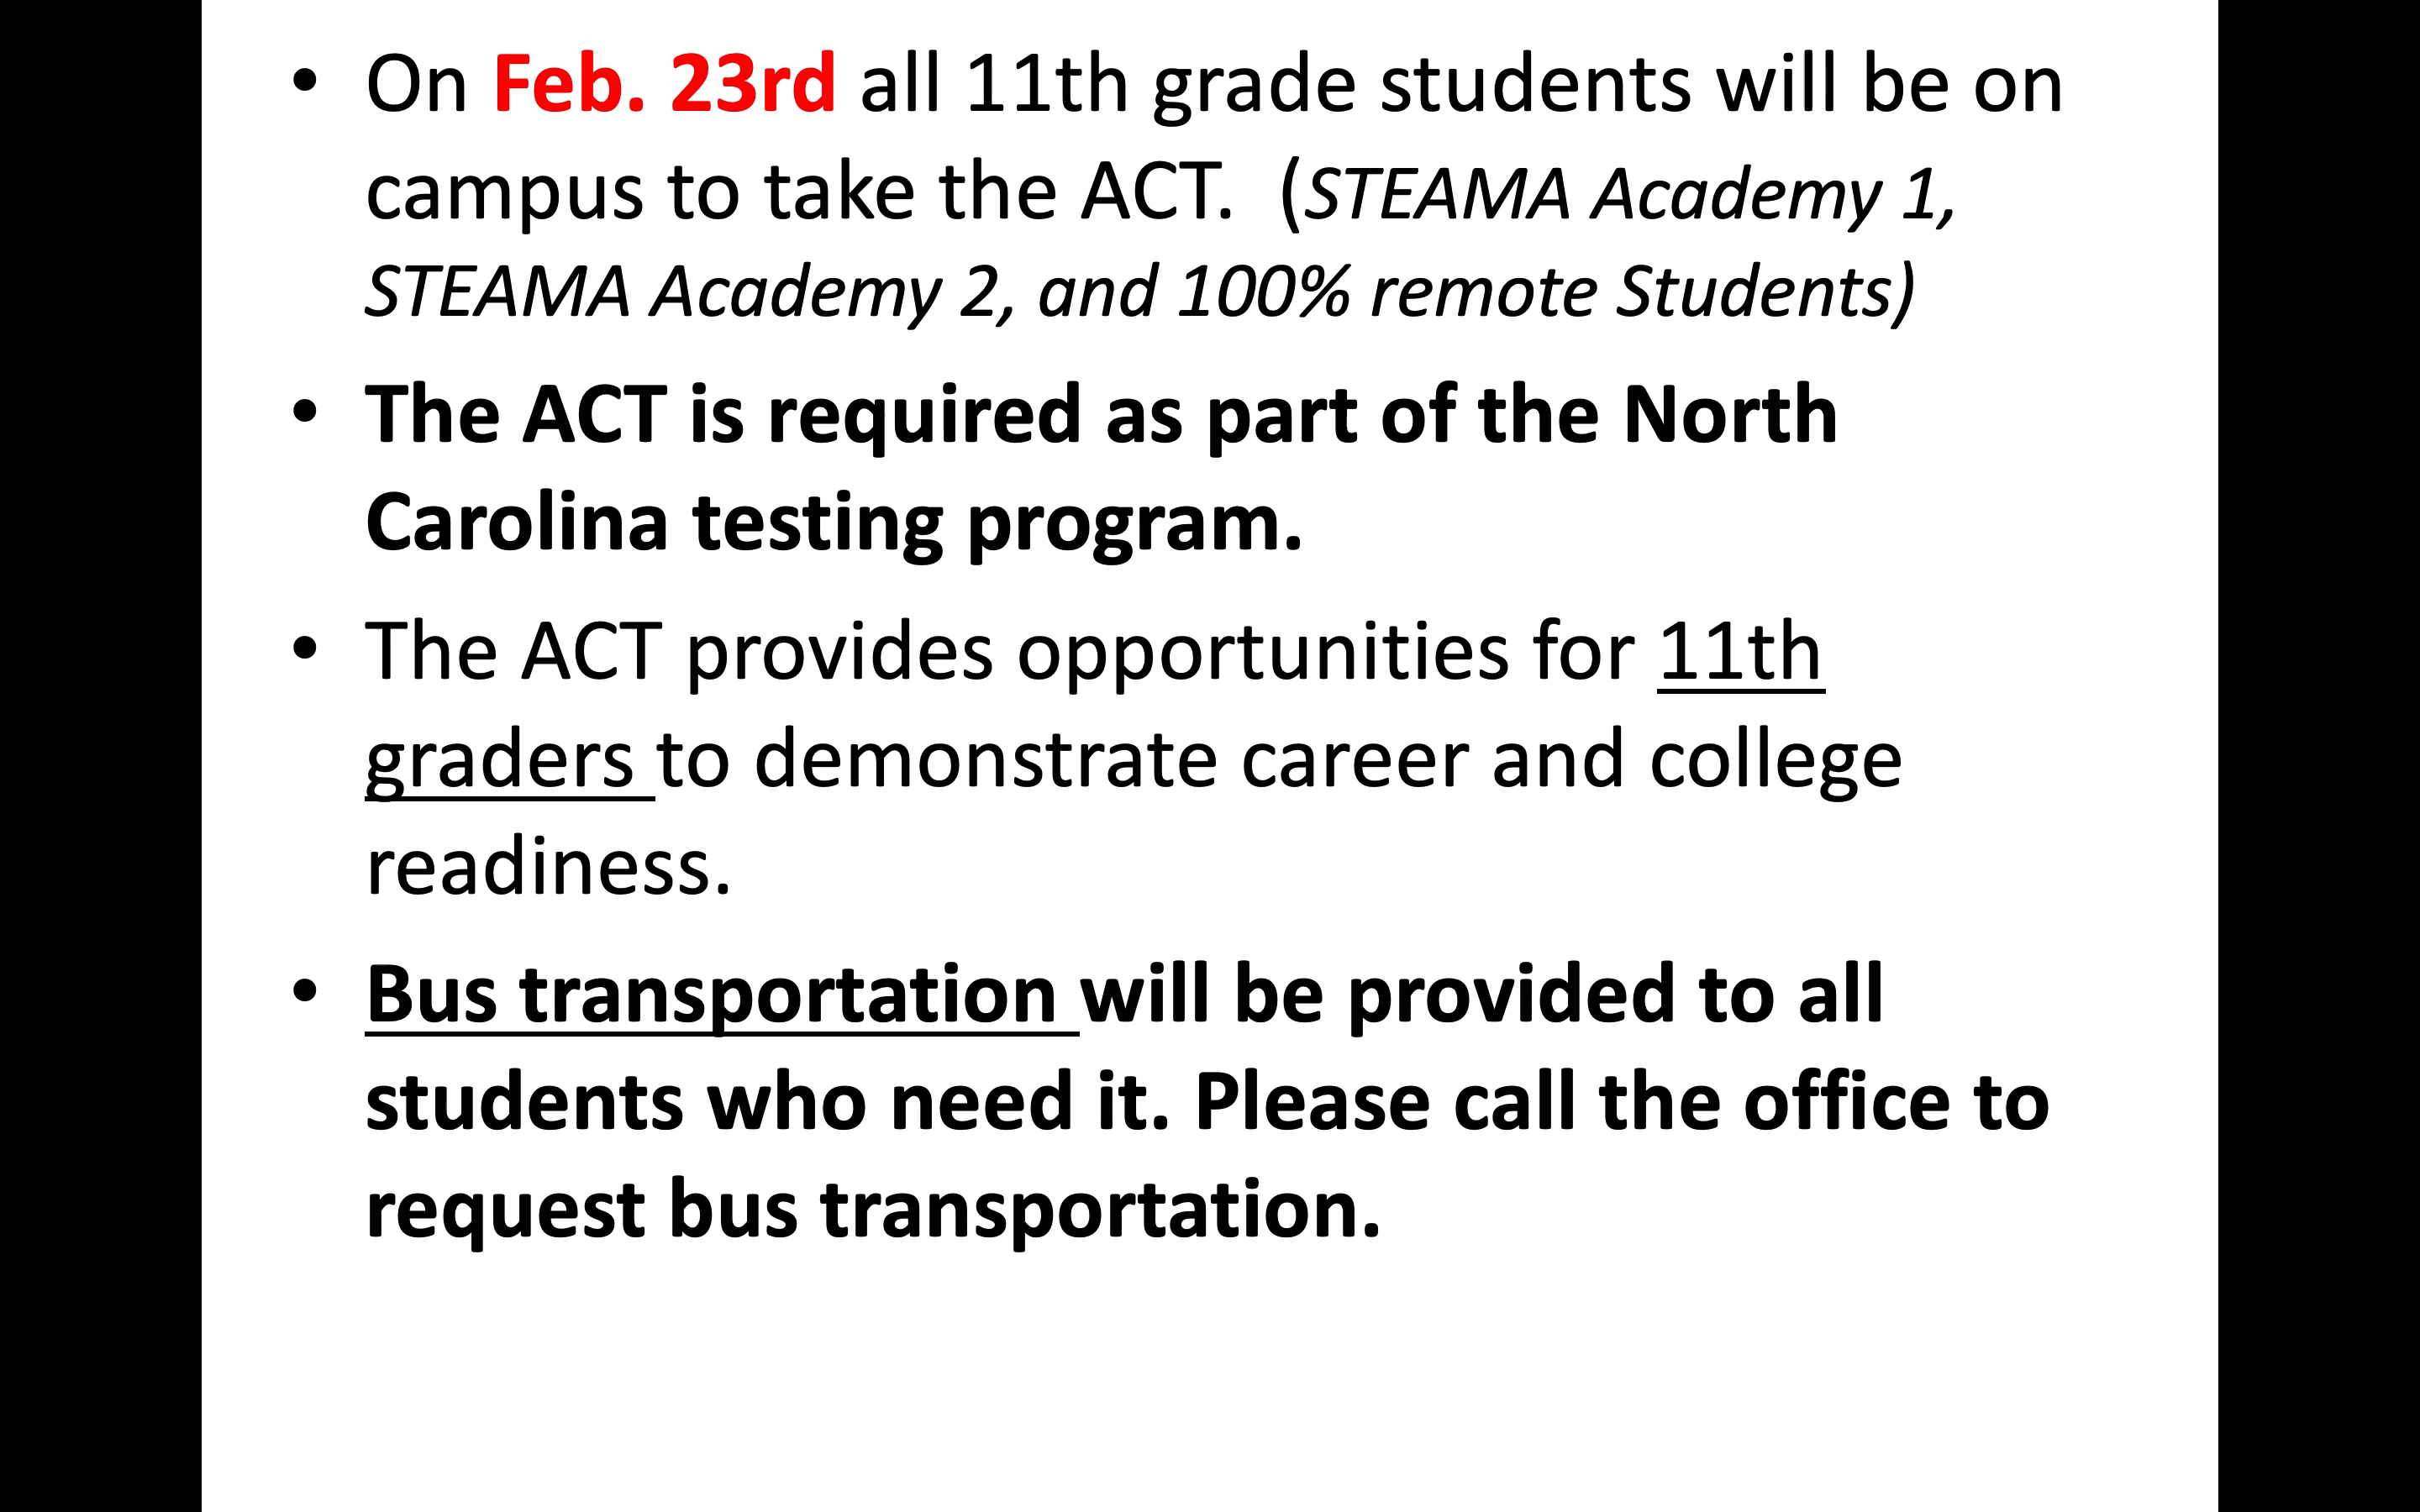 • On Feb. 23rd all 11th grade students will be on
campus to take the ACT.  (STEAMA Academy 1,
STEAMA Academy 2, and 100% remote Students)
• The ACT is required as part of the North
Carolina testing program.
• The ACT provides opportunities for 11th
graders to demonstrate career and college
readiness.
• Bus transportation will be provided to all
students who need it. Please call the office to
request bus transportation.